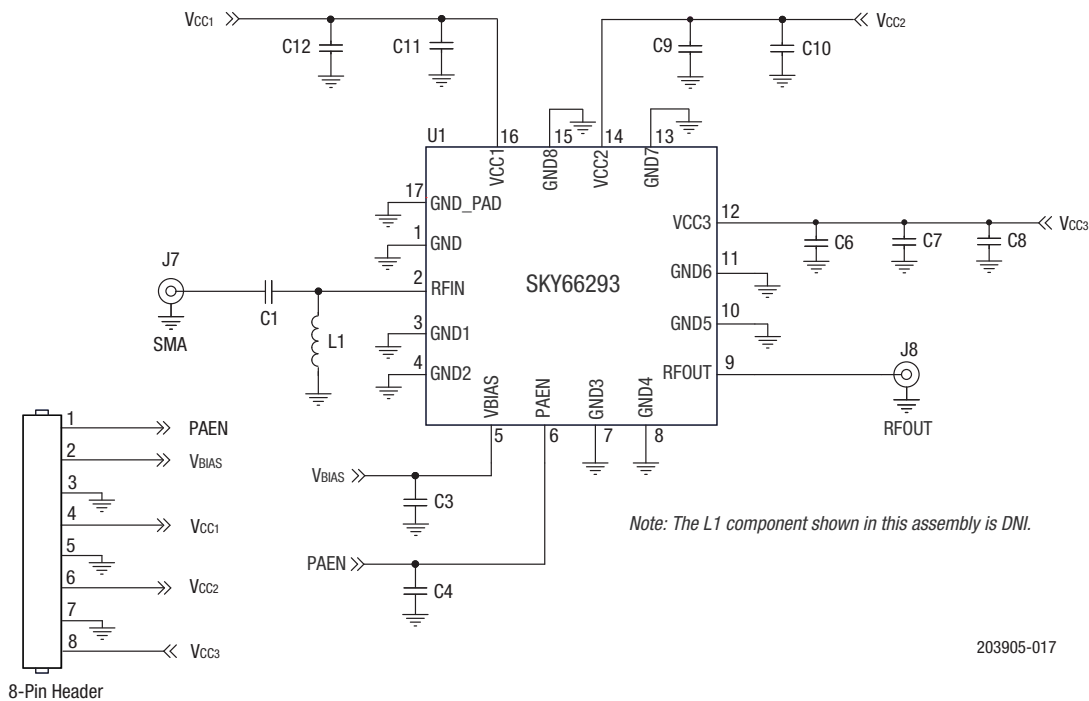 VCC1
VCC2
C12
C11
C9
C10
U1
16
15
14
13
VCC1
GND8
VCC2
GND7
17
GND_PAD
1
GND
2
RFIN
3
GND1
4
GND2
SKY66293
VCC3
12
VCC3
C6
C7
C8
GND6
11
GND5
10
RFOUT
9
J8
RFOUT
J7
SMA
C1
L1
VBIAS
PAEN
GND3
GND4
5
6
7
8
VBIAS
C3
PAEN
C4
Note: The L1 component shown in this assembly is DNI.
1
PAEN
2
VBIAS
3
4
VCC1
5
6
VCC2
7
8
VCC3
8-Pin Header
203905-017